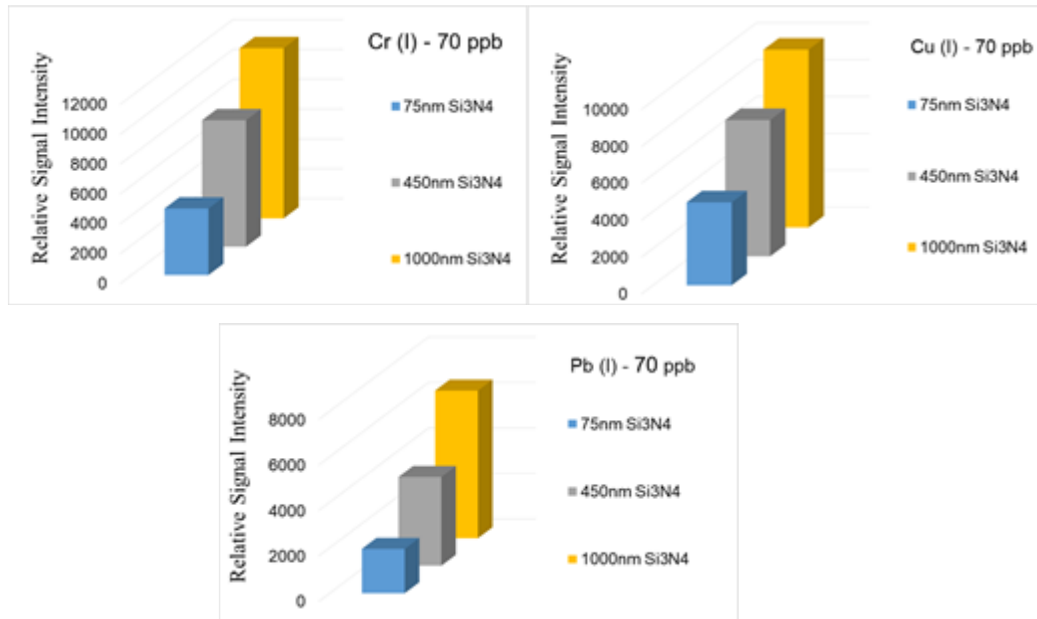 Relative Signal Intensity
12000
10000
8000
6000
4000
2000
0
Cr (I) - 70 ppb
75nm Si3N4
450nm Si3N4
1000nm Si3N4
Relative Signal Intensity
10000
8000
6000
4000
2000
0
Cu (I) - 70 ppb
75nm Si3N4
450nm Si3N4
1000nm Si3N4
Relative Signal Intensity
8000
6000
4000
2000
0
Pb (I) - 70 ppb
75nm Si3N4
450nm Si3N4
1000nm Si3N4